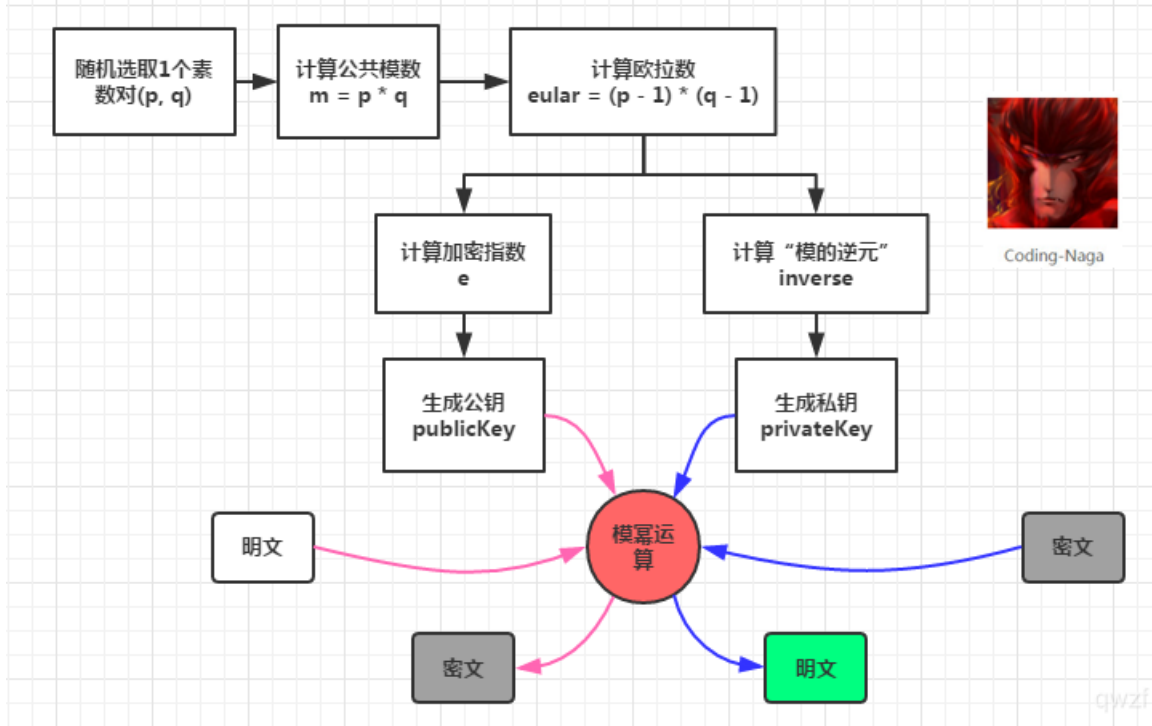 随机选取1个素
数对(p, q)
计算公共模数
m = p * q
计算欧拉数
eular = (p - 1) * (q - 1)
计算加密指数
e
计算“模的逆元”
inverse
Coding-Naga
生成公钥
publicKey
生成私钥
privateKey
明文
模幂运
算
密文
密文
明文
qwzf